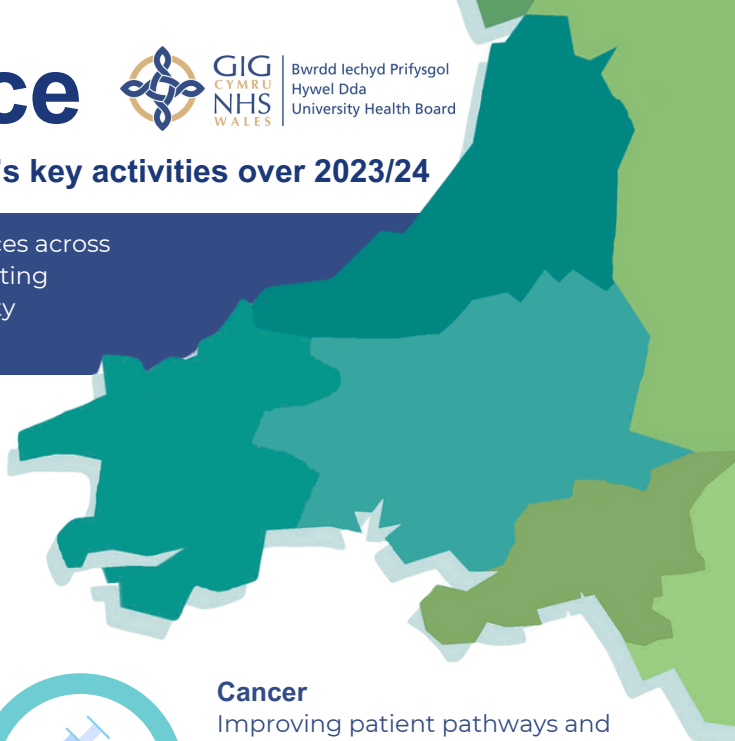 ce
GIG
CYMRU
NHS
WALES
Bwrdd Iechyd Prifysgol
Hywel Dda
University Health Board
's key activities over 2023/24
ces across
ting
ty
Cancer
Improving patient pathways and